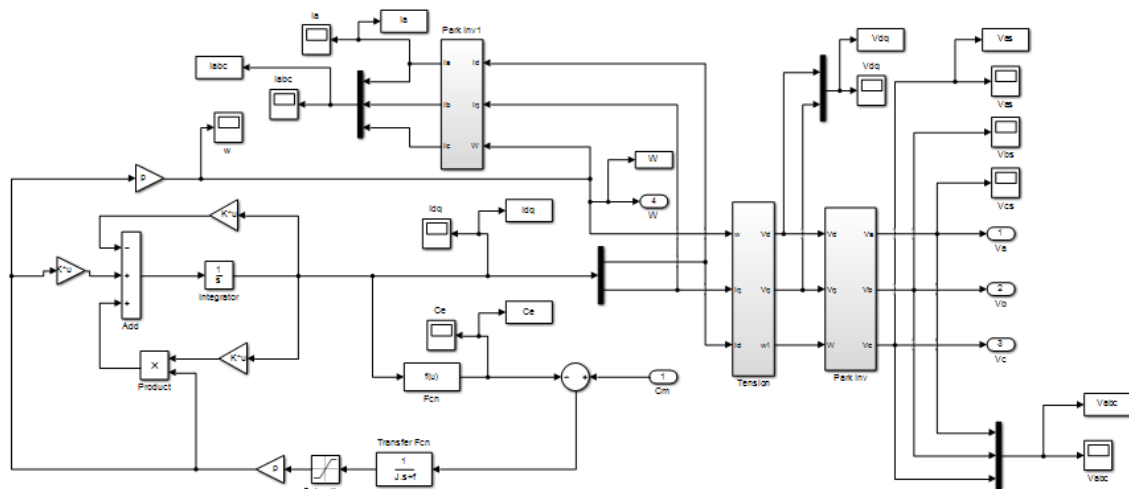 Ia
Ia
Park Inv1
Ia
Id
Iabc
Iabc
Ib
Iq
Ic
W
w
p
W
4
W
K*u
Idq
Idq
K*u
Add
1
s
Integrator
K*u
×
Product
Ce
Ce
f(u)
Fcn
1
Cm
Transfer Fcn
1
J.s+f
p
Vdq
Vdq
w
Vd
Iq
Vq
Id
w1
Tension
Vd
Va
Vq
Vb
W
Vc
Park Inv
Vas
Vas
Vbs
Vcs
1
Va
2
Vb
3
Vc
Vabc
Vabc